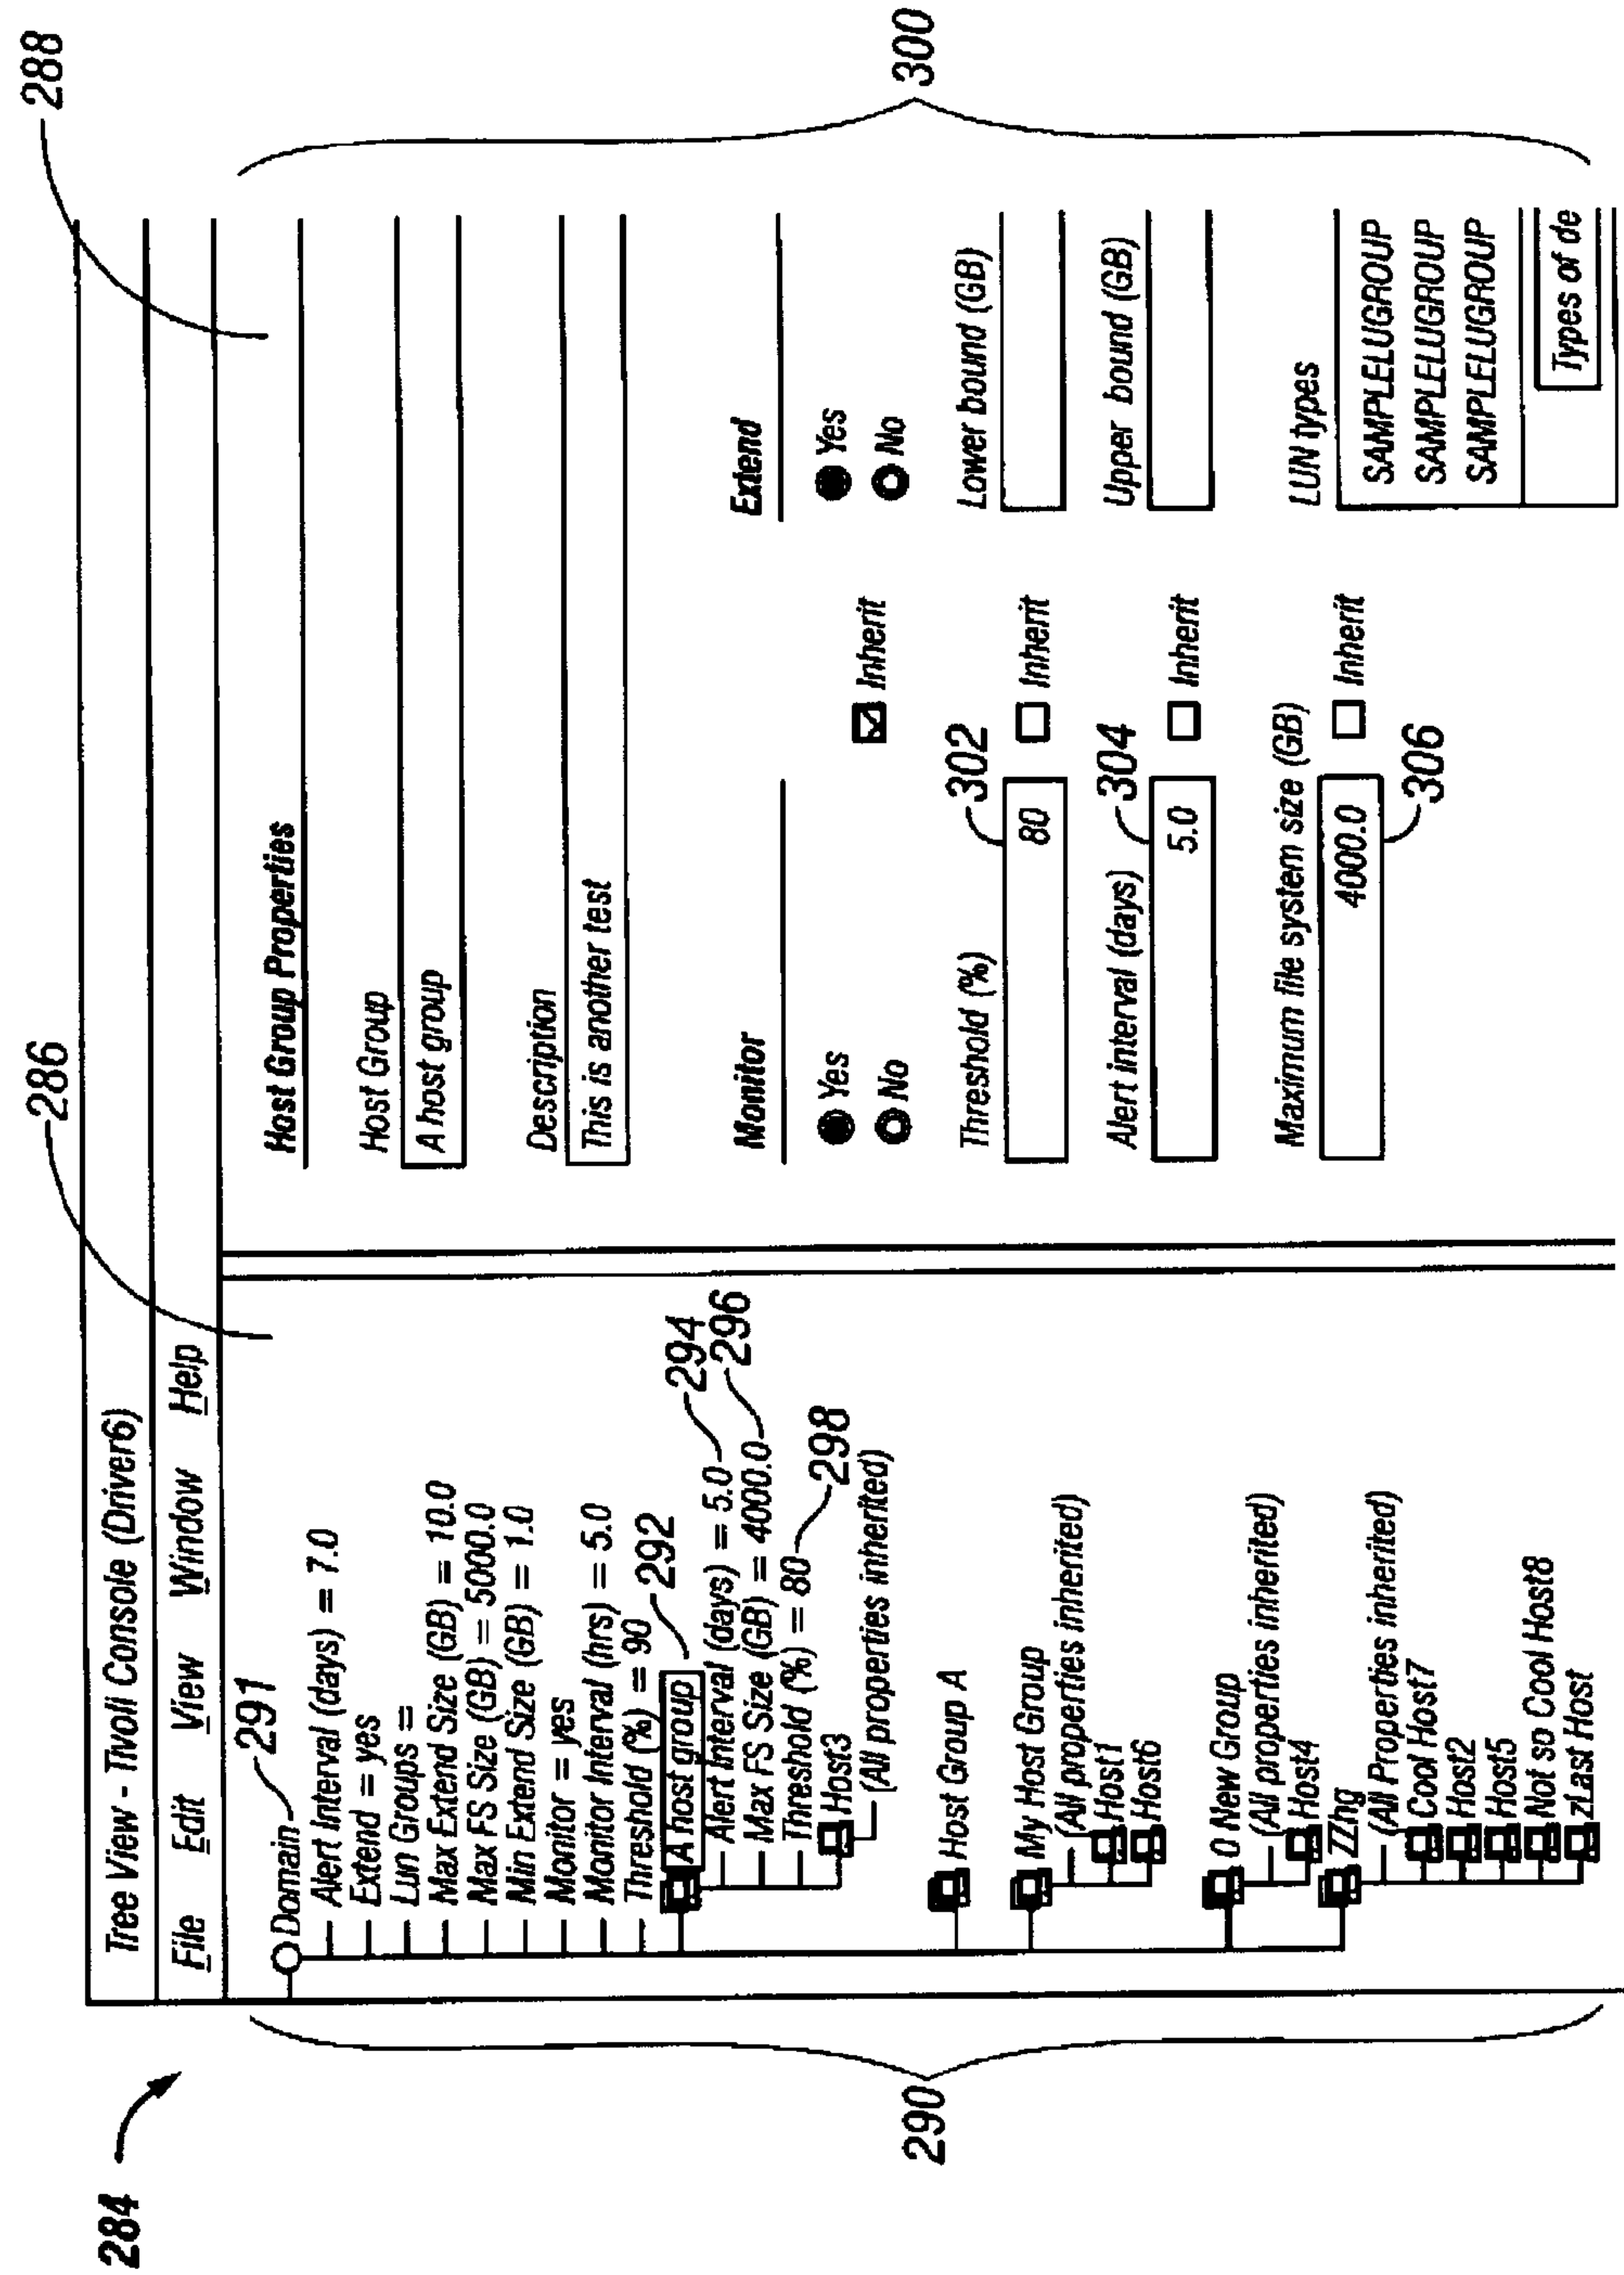 284
286
288
Tree View - Tivoli Console (Driver6)
File Edit View Window Help
290
Domain
291
Alert Interval (days) = 7.0
Extend = yes
Lun Groups =
Max Extend Size (GB) = 10.0
Max FS Size (GB) = 5000.0
Min Extend Size (GB) = 1.0
Monitor = yes
Monitor Interval (hrs) = 5.0
Threshold (%) = 90
A host group
292
Alert Interval (days) = 5.0
294
Max FS Size (GB) = 4000.0
296
Threshold (%) = 80
298
Host3
(All properties inherited)
Host Group A
My Host Group
(All properties inherited)
Host1
Host6
O New Group
(All properties inherited)
Host4
ZZhg
(All Properties inherited)
Cool Host7
Host2
Host5
Not so Cool Host8
zLast Host
Host Group Properties
Host Group
A host group
Description
This is another test
Monitor
Yes
No
Inherit
Threshold (%)
80
302
Inherit
Alert interval (days)
5.0
304
Inherit
Maximum file system size (GB)
4000.0
306
Inherit
Extend
Yes
No
Lower bound (GB)
Upper bound (GB)
LUN types
SAMPLELUGROUP
SAMPLELUGROUP
SAMPLELUGROUP
Types of de
300